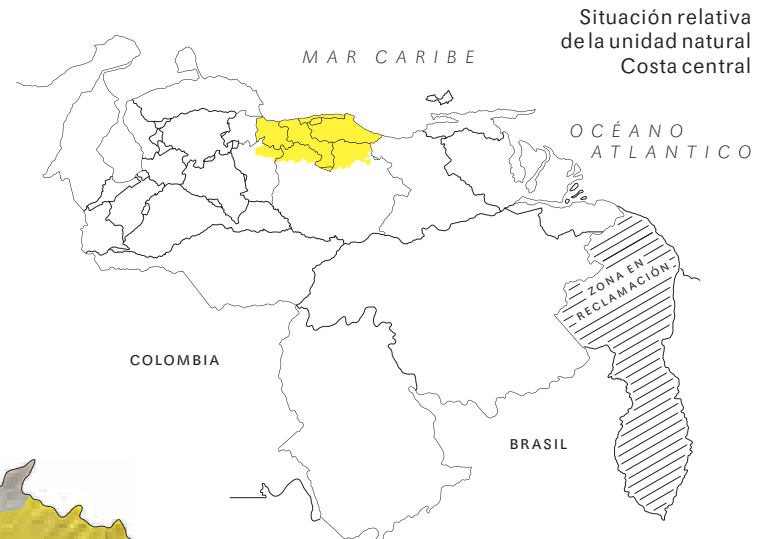 Situación relativa
de la unidad natural
Costa central
MAR CARIBE
OCÉANO
ATLANTICO
ZONA EN
RECLAMACIÓN
COLOMBIA
BRASIL